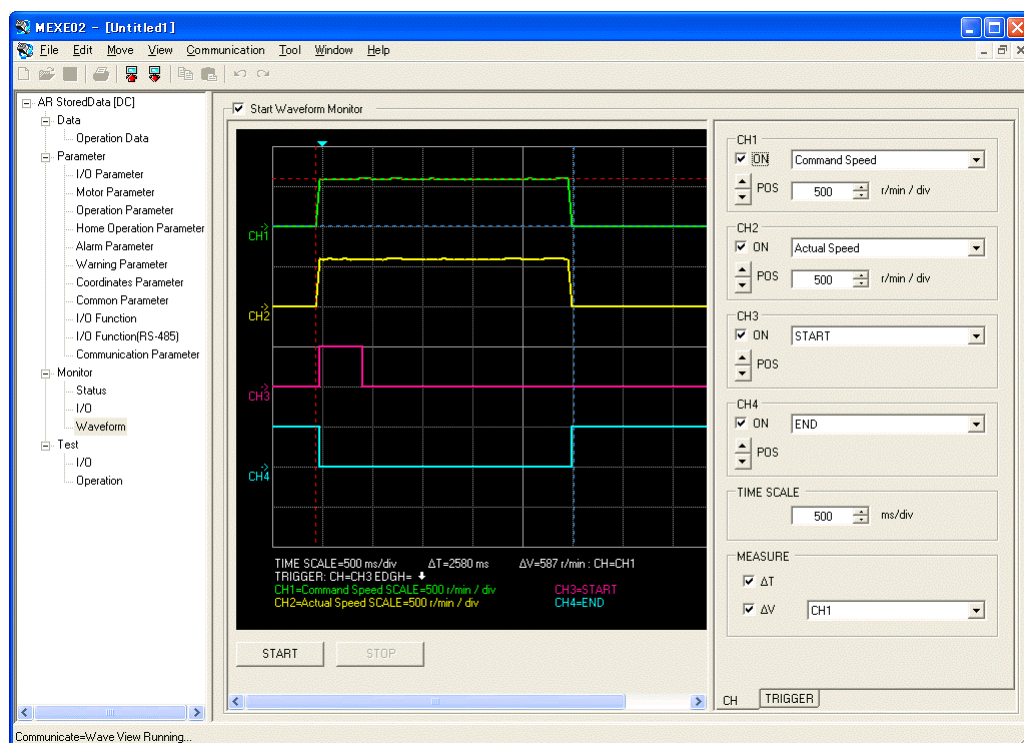 MEXE02 - [Untitled1]
File Edit Move View Communication Tool Window Help
AR StoredData [DC]
Data
Operation Data
Parameter
I/O Parameter
Motor Parameter
Operation Parameter
Home Operation Parameter
Alarm Parameter
Warning Parameter
Coordinates Parameter
Common Parameter
I/O Function
I/O Function(RS-485)
Communication Parameter
Monitor
Status
I/O
Waveform
Test
I/O
Operation
Start Waveform Monitor
CH1
CH2
CH3
CH4
TIME SCALE=500 ms/div ΔT=2580 ms ΔV=587 r/min : CH=CH1
TRIGGER: CH=CH3 EDGH= ↓
CH1=Command Speed SCALE=500 r/min / div CH3=START
CH2=Actual Speed SCALE=500 r/min / div CH4=END
START STOP
CH1
ON Command Speed
POS 500 r/min / div
CH2
ON Actual Speed
POS 500 r/min / div
CH3
ON START
POS
CH4
ON END
POS
TIME SCALE
500 ms/div
MEASURE
ΔT
ΔV CH1
CH TRIGGER
Communicate=Wave View Running...